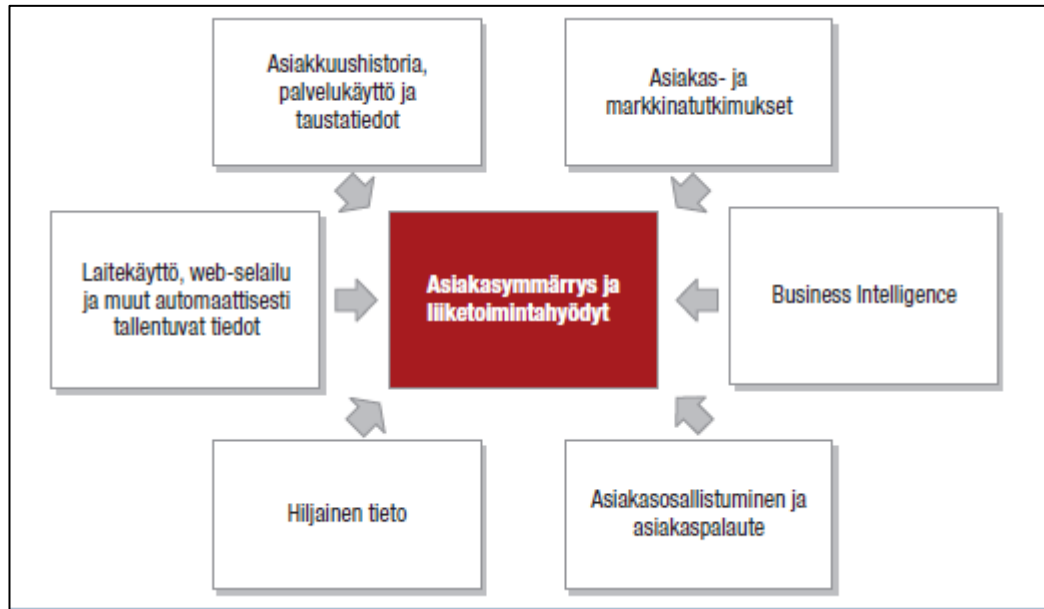 Asiakkuushistoria,
palvelukäyttö ja
taustatiedot
Asiakas- ja
markkinatutkimukset
Laitekäyttö, web-selailu
ja muut automaattisesti
tallentuvat tiedot
Asiakasymmärrys ja
liiketoimintahyödyt
Business Intelligence
Hiljainen tieto
Asiakasosallistuminen ja
asiakaspalaute